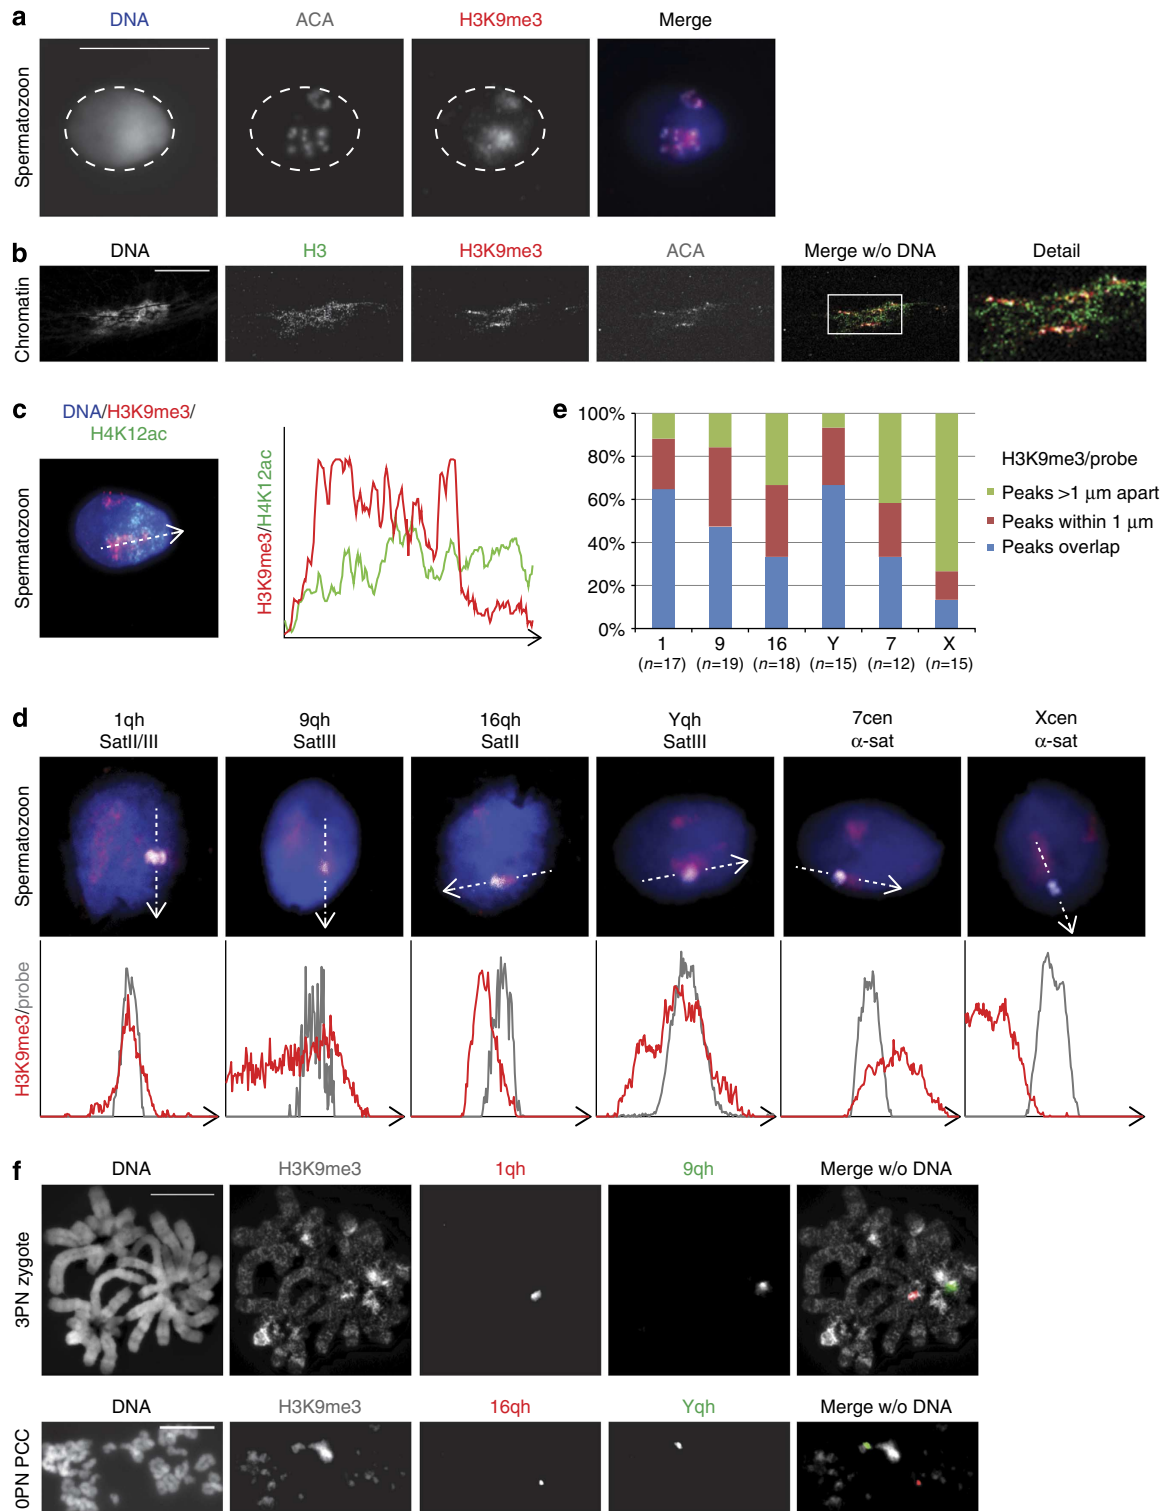 a
DNA
ACA
H3K9me3
Merge
Spermatozoon
b
DNA
H3
H3K9me3
ACA
Merge w/o DNA
Detail
Chromatin
c
DNA/H3K9me3/
H4K12ac
Spermatozoon
H3K9me3/H4K12ac
e
100%
80%
60%
40%
20%
0%
1
9
16
Y
7
X
(n=17)
(n=19)
(n=18)
(n=15)
(n=12)
(n=15)
H3K9me3/probe
Peaks >1 μm apart
Peaks within 1 μm
Peaks overlap
d
1qh
SatII/III
9qh
SatIII
16qh
SatII
Yqh
SatIII
7cen
α-sat
Xcen
α-sat
Spermatozoon
H3K9me3/probe
f
DNA
H3K9me3
1qh
9qh
Merge w/o DNA
3PN zygote
DNA
H3K9me3
16qh
Yqh
Merge w/o DNA
0PN PCC